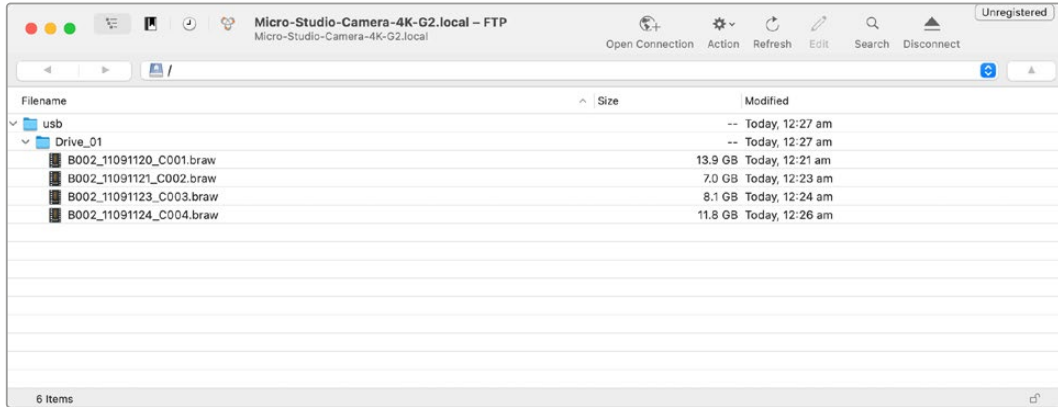 Unregistered
Micro-Studio-Camera-4K-G2.local – FTP
Micro-Studio-Camera-4K-G2.local
Open Connection Action Refresh Edit Search Disconnect
/
Filename Size Modified
usb -- Today, 12:27 am
Drive_01 -- Today, 12:27 am
B002_11091120_C001.braw 13.9 GB Today, 12:21 am
B002_11091121_C002.braw 7.0 GB Today, 12:23 am
B002_11091123_C003.braw 8.1 GB Today, 12:24 am
B002_11091124_C004.braw 11.8 GB Today, 12:26 am
6 Items